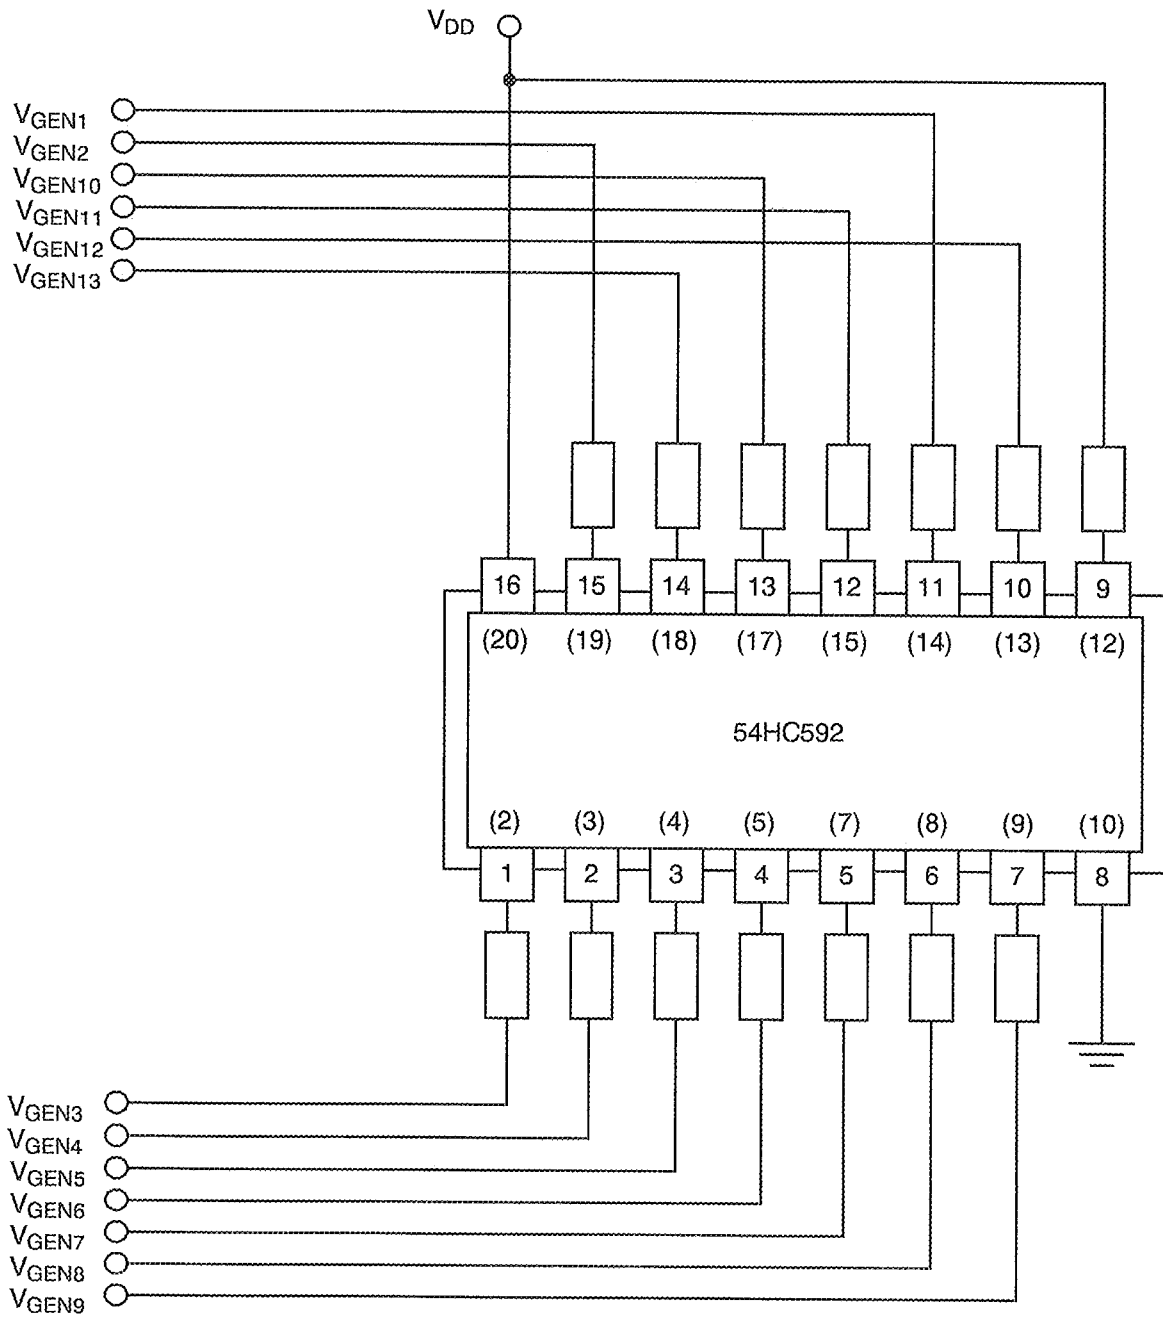 VDD
VGEN1
VGEN2
VGEN10
VGEN11
VGEN12
VGEN13
16 15 14 13 12 11 10 9
(20) (19) (18) (17) (15) (14) (13) (12)
54HC592
(2) (3) (4) (5) (7) (8) (9) (10)
1 2 3 4 5 6 7 8
VGEN3
VGEN4
VGEN5
VGEN6
VGEN7
VGEN8
VGEN9